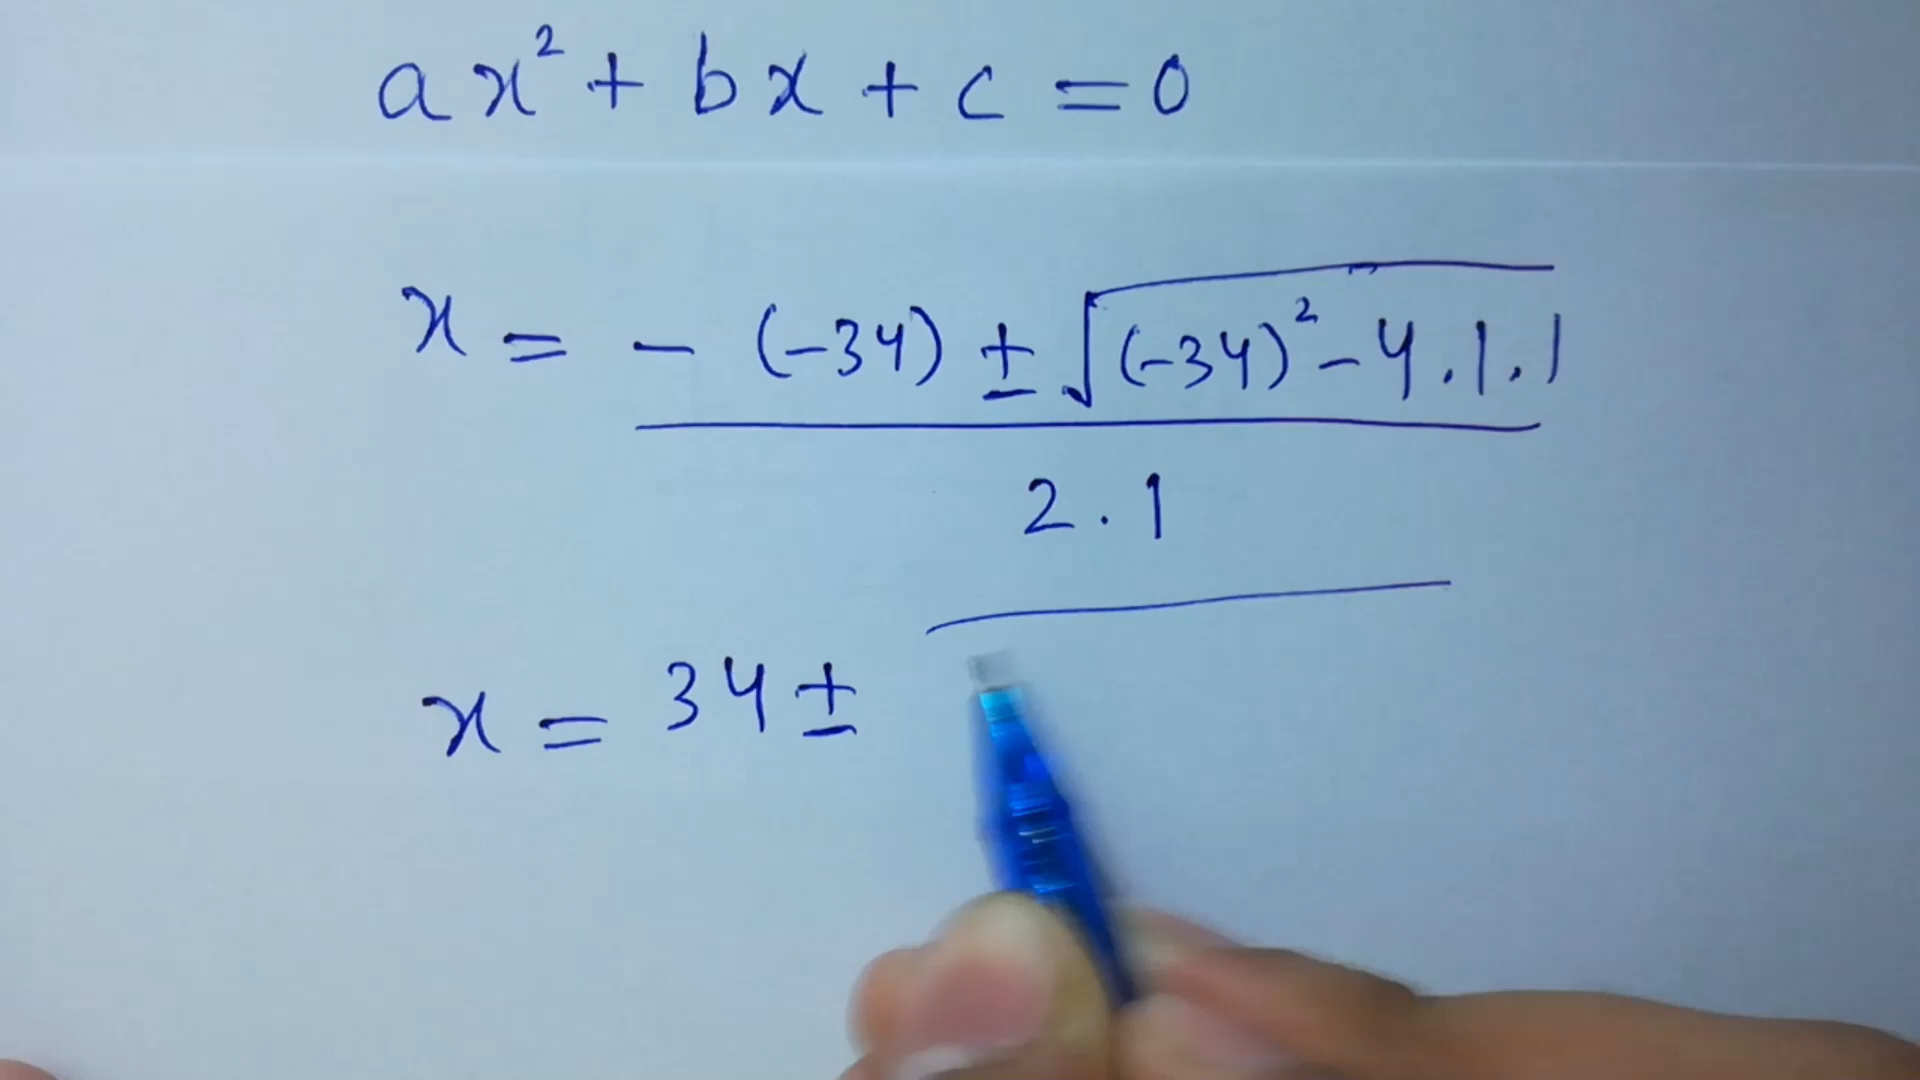 ax² + bx + c = 0
x = - (-34) ± √(-34)² - 4.1.1
2.1
x = 34 ±